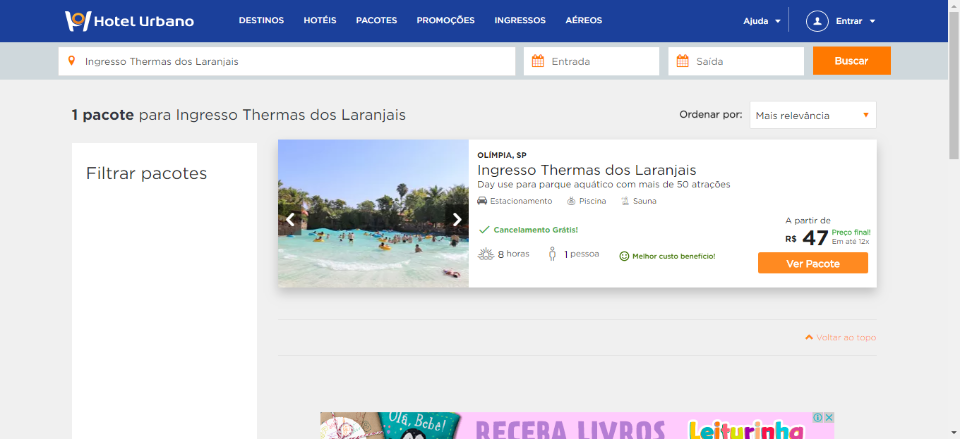 Hotel Urbano
DESTINOS HOTÉIS PACOTES PROMOÇÕES INGRESSOS AÉREOS
Ajuda
Entrar
Ingresso Thermas dos Laranjais
Entrada
Saída
Buscar
1 pacote para Ingresso Thermas dos Laranjais
Ordenar por:
Mais relevância
Filtrar pacotes
OLÍMPIA, SP
Ingresso Thermas dos Laranjais
Day use para parque aquático com mais de 50 atrações
Estacionamento Piscina Sauna
Cancelamento Grátis!
8 horas
1 pessoa
Melhor custo benefício!
A partir de
R$ 47 Preço final!
Em até 12x
Ver Pacote
Voltar ao topo
Olá, Bebê!
RECEBA LIVROS
Leiturinha